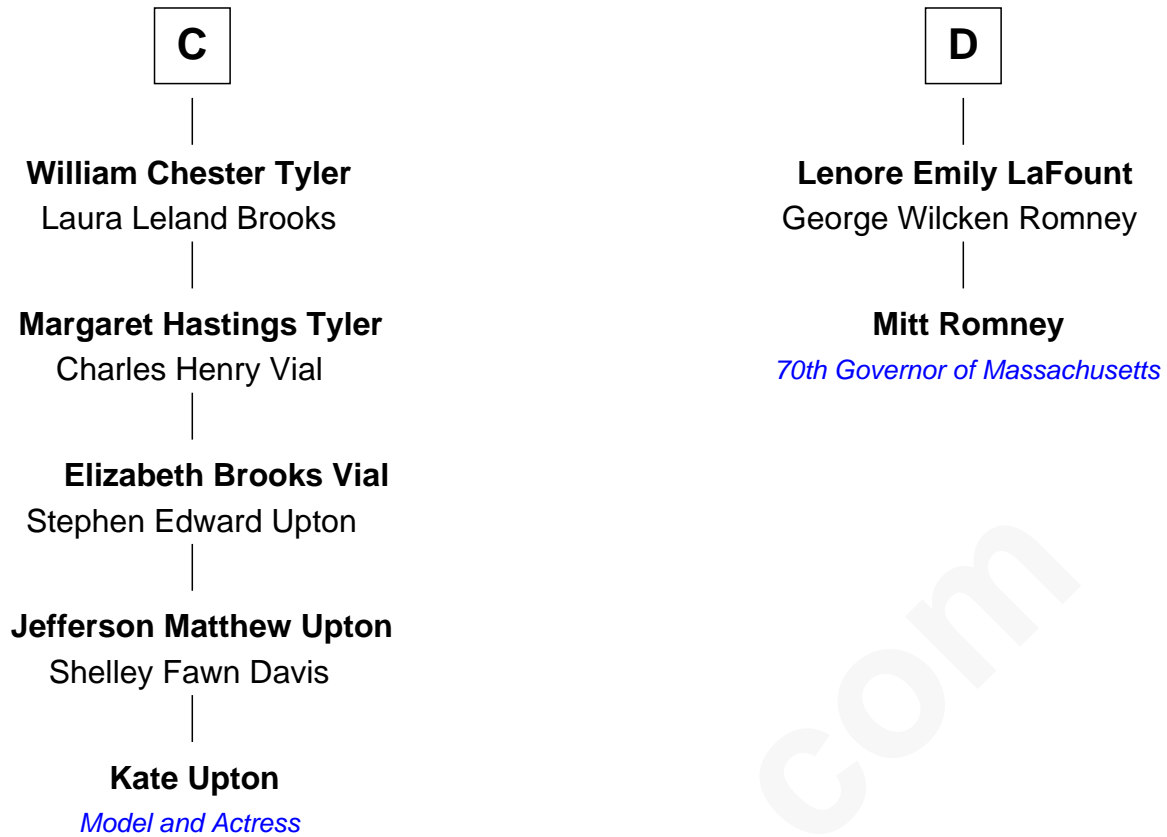 C
William Chester Tyler
Laura Leland Brooks
Margaret Hastings Tyler
Charles Henry Vial
Elizabeth Brooks Vial
Stephen Edward Upton
Jefferson Matthew Upton
Shelley Fawn Davis
Kate Upton
Model and Actress
D
Lenore Emily LaFount
George Wilcken Romney
Mitt Romney
70th Governor of Massachusetts
com